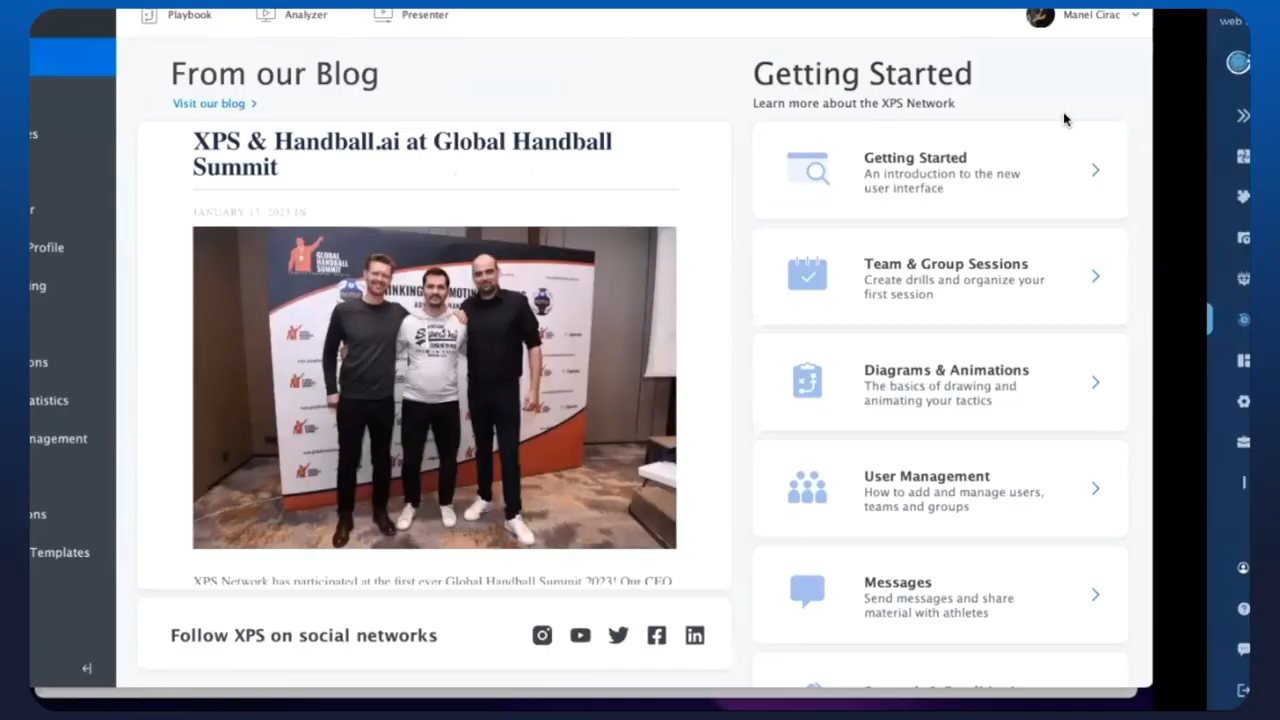 Playbook
Analyzer
Presenter
Manel Cirac
web
From our Blog
Visit our blog
XPS & Handball.ai at Global Handball
Summit
JANUARY 17, 2023 IN
GLOBAL
HANDBALL
SUMMIT
XPS Network has participated at the first ever Global Handball Summit 2023! Our CEO
Follow XPS on social networks
Getting Started
Learn more about the XPS Network
Getting Started
An introduction to the new
user interface
Team & Group Sessions
Create drills and organize your
first session
Diagrams & Animations
The basics of drawing and
animating your tactics
User Management
How to add and manage users,
teams and groups
Messages
Send messages and share
material with athletes
es
r
Profile
ing
ons
atistics
nagement
ons
Templates